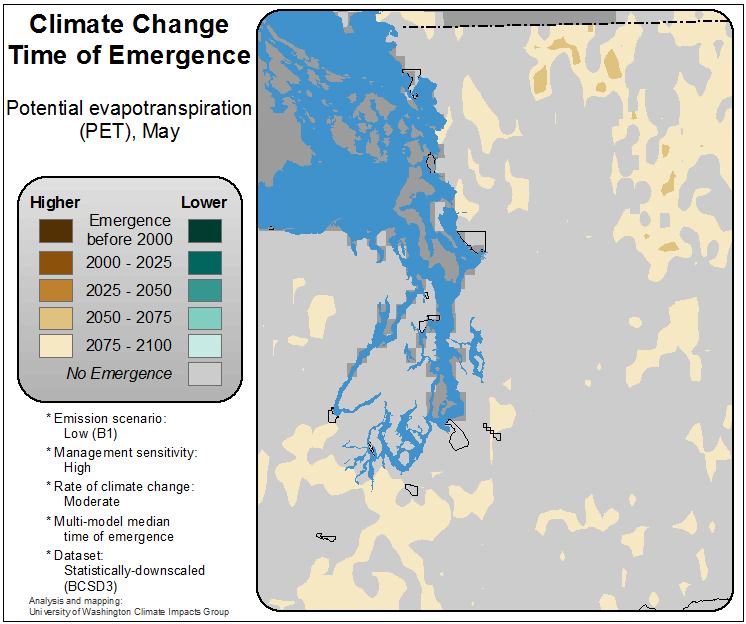 Climate Change
Time of Emergence
Potential evapotranspiration
(PET), May
Higher Lower
Emergence
before 2000
2000 - 2025
2025 - 2050
2050 - 2075
2075 - 2100
No Emergence
* Emission scenario:
Low (B1)
* Management sensitivity:
High
* Rate of climate change:
Moderate
* Multi-model median
time of emergence
* Dataset:
Statistically-downscaled
(BCSD3)
Analysis and mapping:
University of Washington Climate Impacts Group